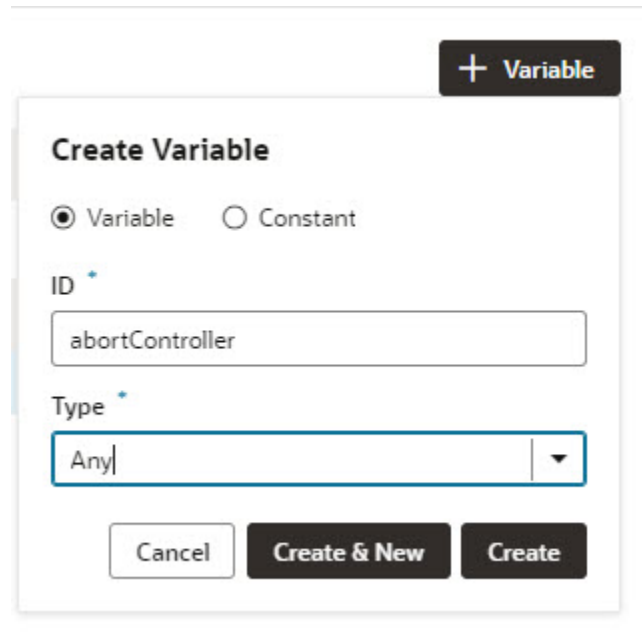 + Variable
Create Variable
Variable Constant
ID *
abortController
Type *
Any
Cancel Create & New Create